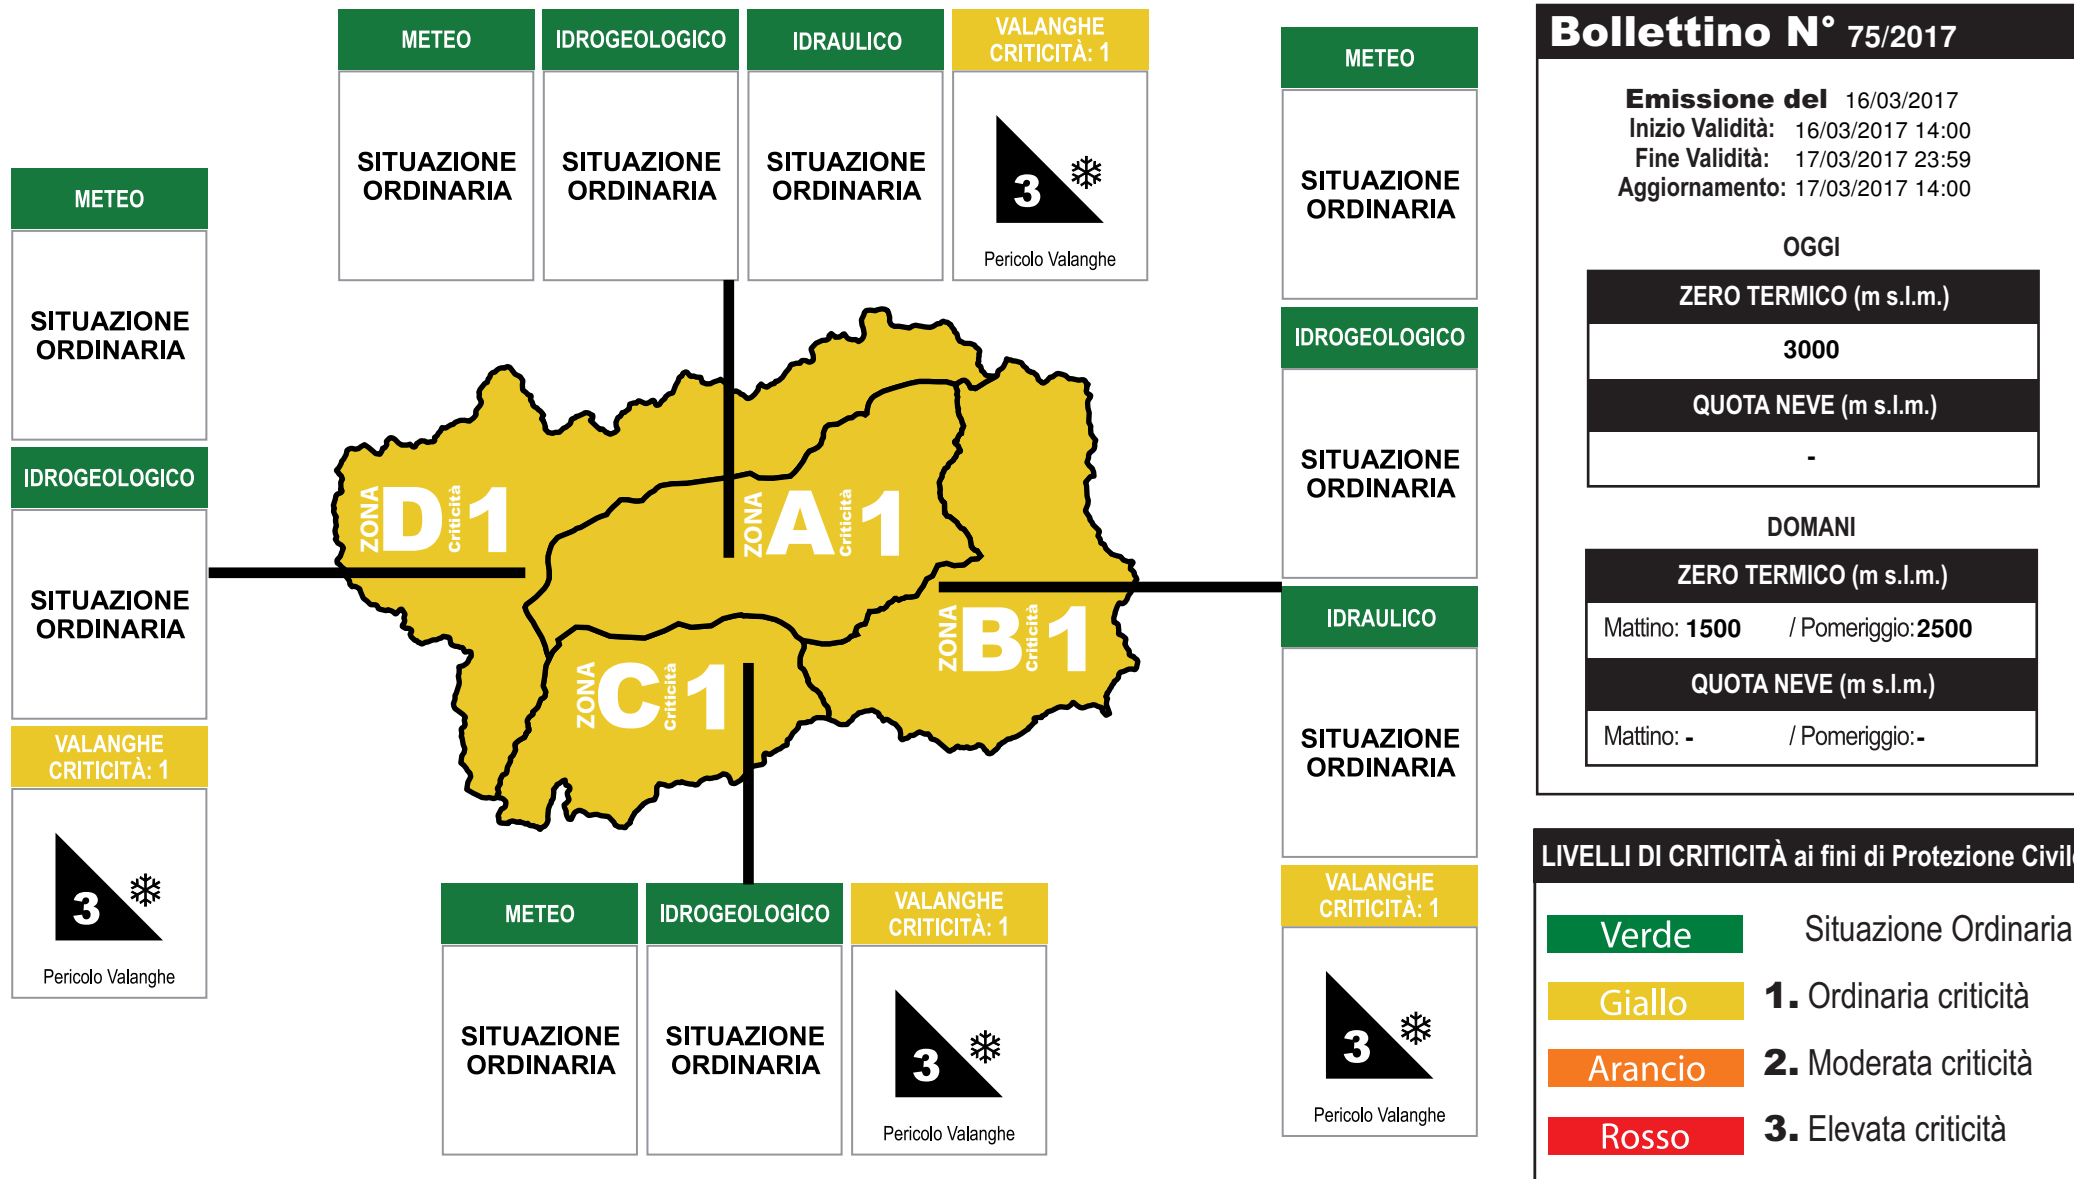 METEO
SITUAZIONE
ORDINARIA
IDROGEOLOGICO
SITUAZIONE
ORDINARIA
IDRAULICO
SITUAZIONE
ORDINARIA
VALANGHE
CRITICITÀ: 1
3
Pericolo Valanghe
METEO
SITUAZIONE
ORDINARIA
IDROGEOLOGICO
SITUAZIONE
ORDINARIA
VALANGHE
CRITICITÀ: 1
3
Pericolo Valanghe
ZONA D Criticità 1
ZONA A Criticità 1
ZONA B Criticità 1
ZONA C Criticità 1
METEO
SITUAZIONE
ORDINARIA
IDROGEOLOGICO
SITUAZIONE
ORDINARIA
VALANGHE
CRITICITÀ: 1
3
Pericolo Valanghe
METEO
SITUAZIONE
ORDINARIA
IDROGEOLOGICO
SITUAZIONE
ORDINARIA
IDRAULICO
SITUAZIONE
ORDINARIA
VALANGHE
CRITICITÀ: 1
3
Pericolo Valanghe
Bollettino N° 75/2017
Emissione del 16/03/2017
Inizio Validità: 16/03/2017 14:00
Fine Validità: 17/03/2017 23:59
Aggiornamento: 17/03/2017 14:00
OGGI
ZERO TERMICO (m s.l.m.)
3000
QUOTA NEVE (m s.l.m.)
-
DOMANI
ZERO TERMICO (m s.l.m.)
Mattino: 1500 / Pomeriggio: 2500
QUOTA NEVE (m s.l.m.)
Mattino: - / Pomeriggio: -
LIVELLI DI CRITICITÀ ai fini di Protezione Civile
Verde Situazione Ordinaria
Giallo 1. Ordinaria criticità
Arancio 2. Moderata criticità
Rosso 3. Elevata criticità